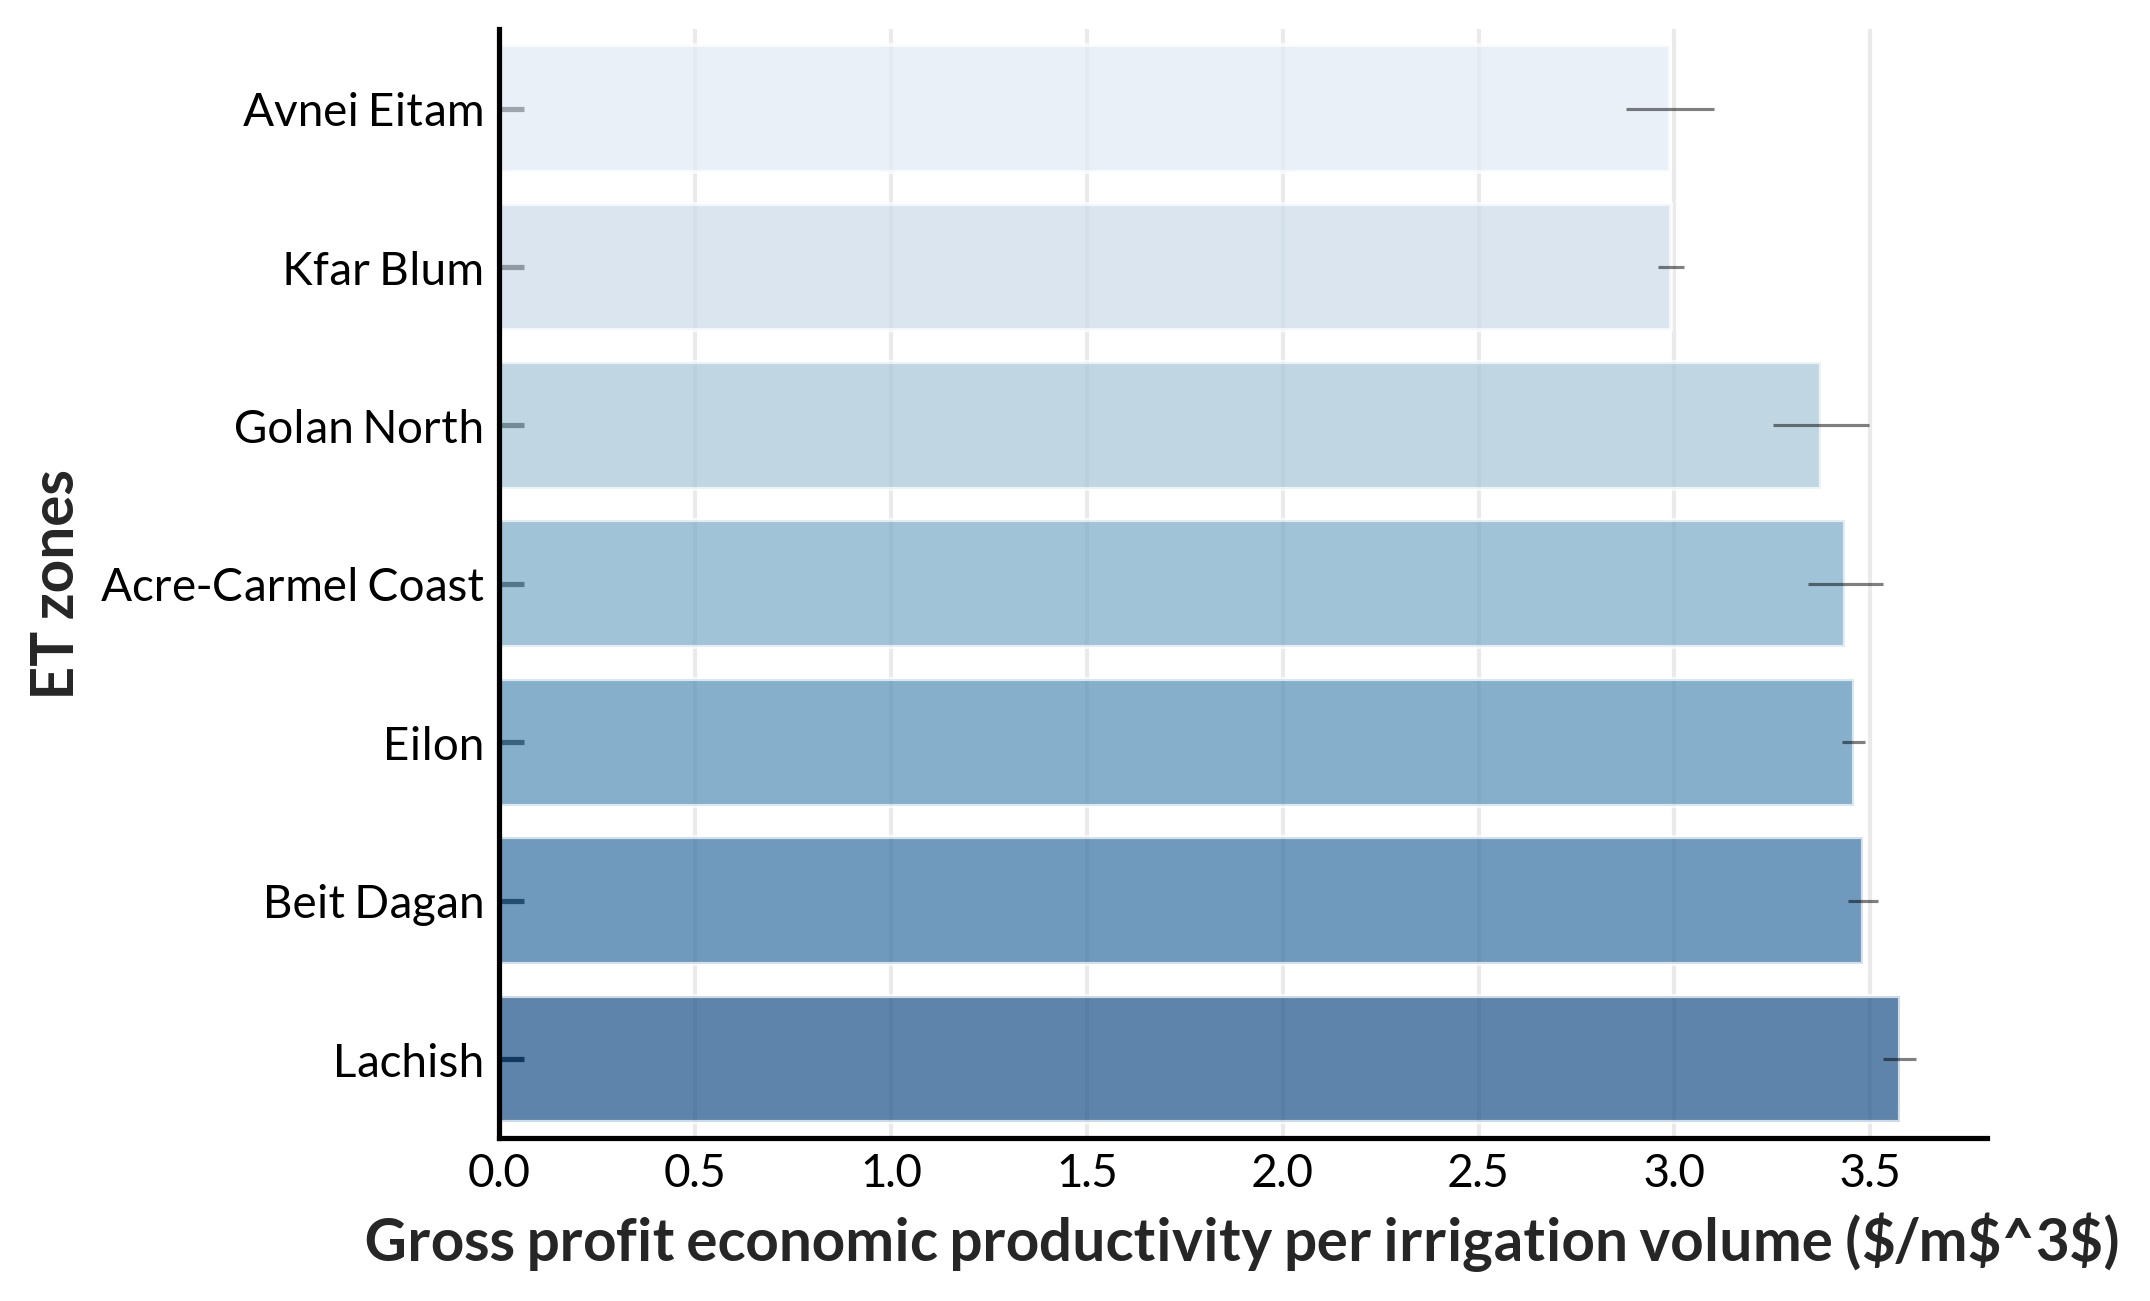 Avnei Eitam
Kfar Blum
Golan North
Acre-Carmel Coast
Eilon
Beit Dagan
Lachish
ET zones
0.0 0.5 1.0 1.5 2.0 2.5 3.0 3.5
Gross profit economic productivity per irrigation volume ($/m$^3$)